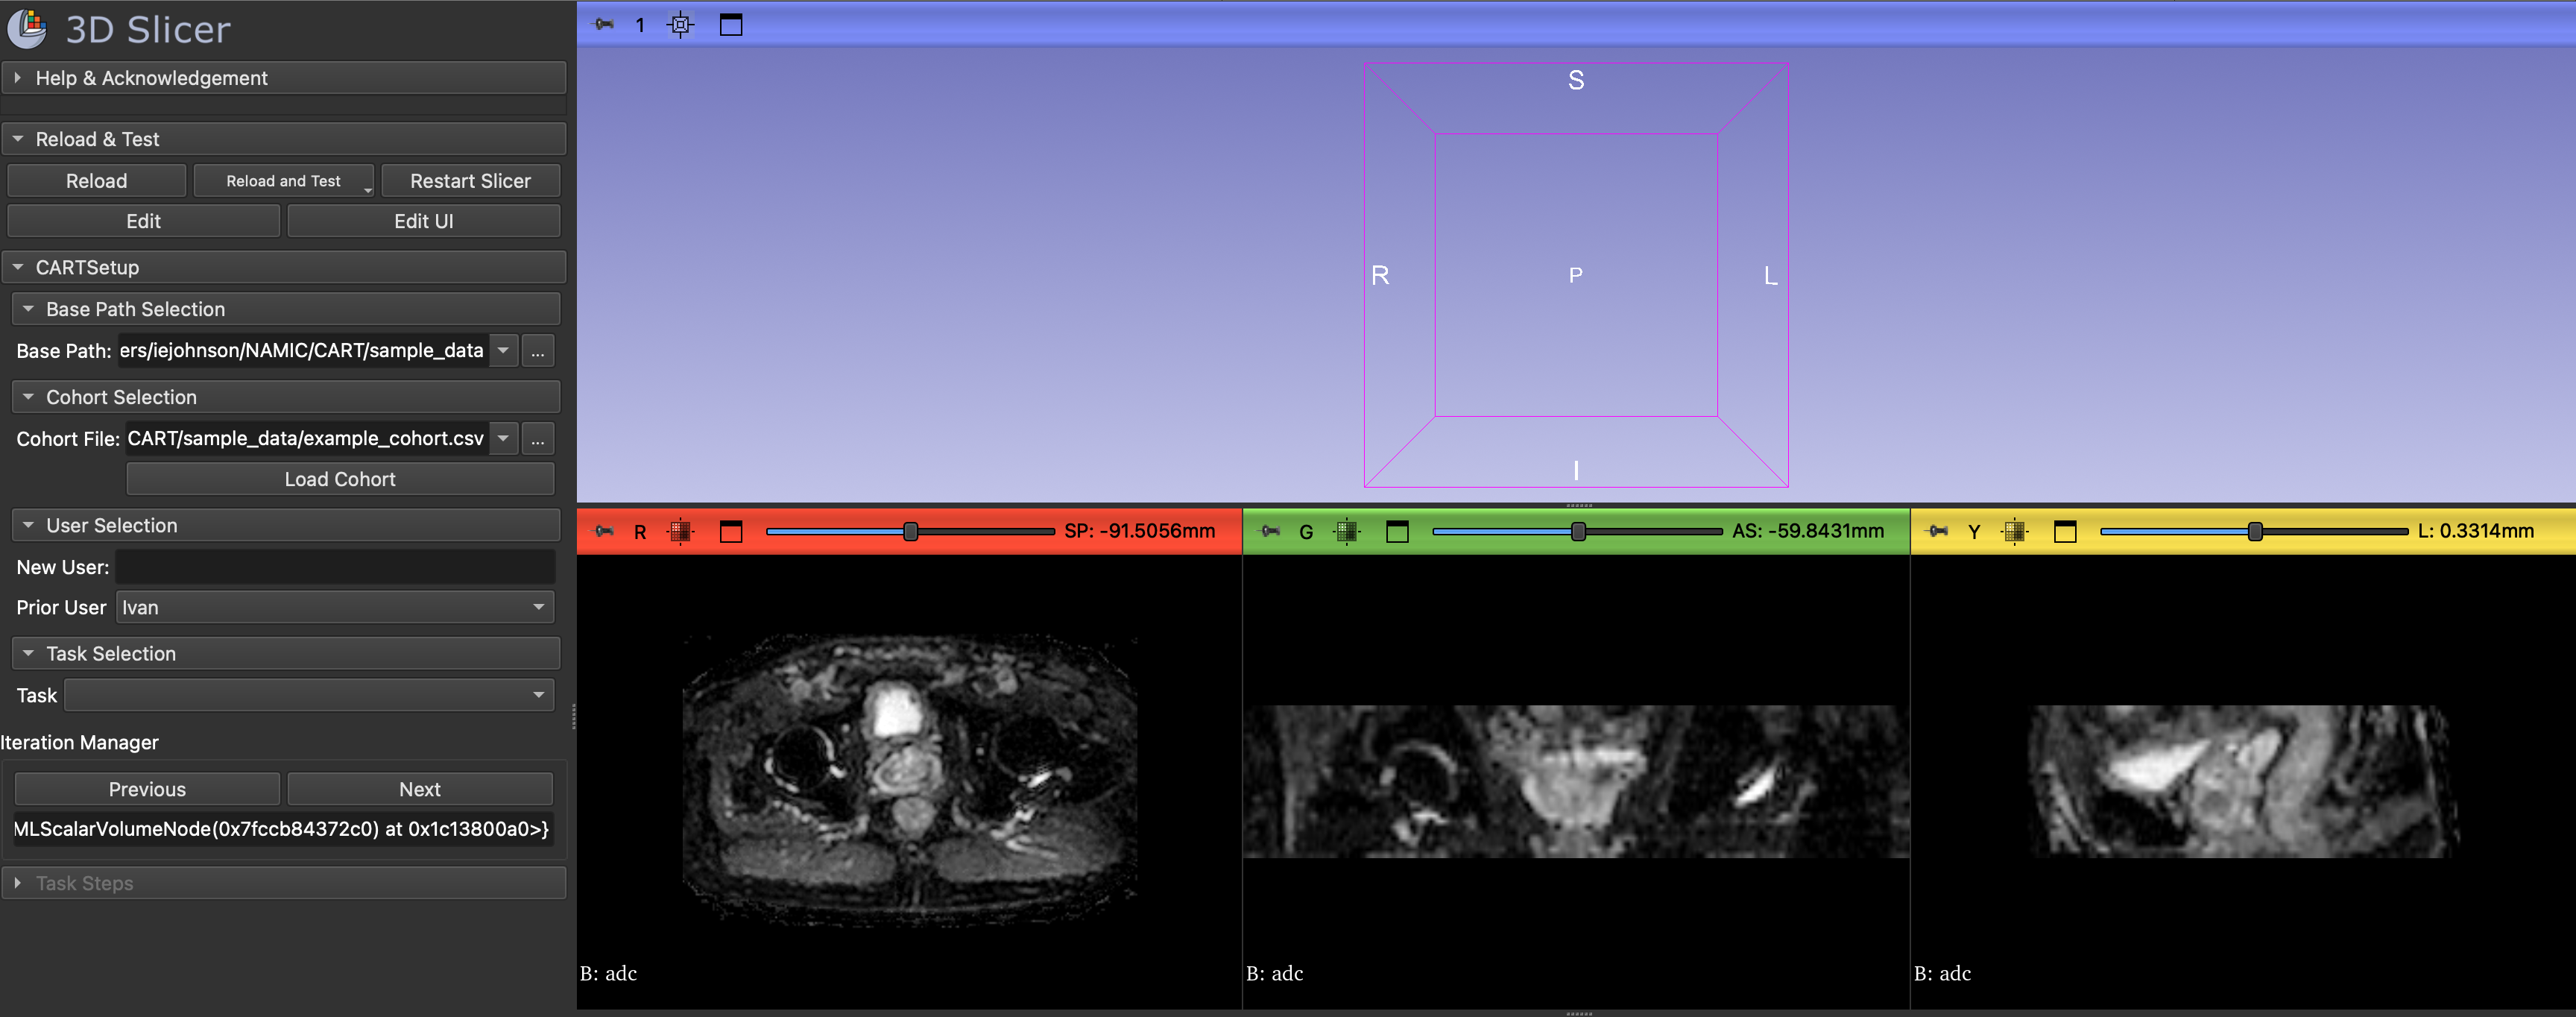 3D Slicer
Help & Acknowledgement
Reload & Test
Reload
Reload and Test
Restart Slicer
Edit
Edit UI
CARTSetup
Base Path Selection
Base Path: ers/iejohnson/NAMIC/CART/sample_data ...
Cohort Selection
Cohort File: CART/sample_data/example_cohort.csv ...
Load Cohort
User Selection
New User:
Prior User Ivan
Task Selection
Task
Iteration Manager
Previous
Next
MLScalarVolumeNode(0x7fccb84372c0) at 0x1c13800a0>}
Task Steps
1
S
R
P
L
I
R SP: -91.5056mm
B: adc
G AS: -59.8431mm
B: adc
Y L: 0.3314mm
B: adc